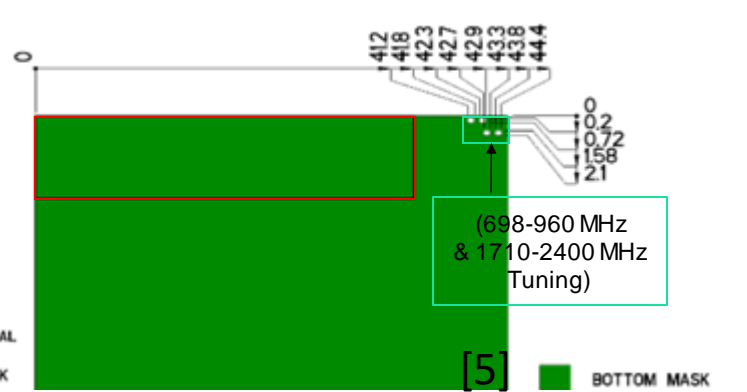 0
41.2
41.8
42.3
42.7
42.9
43.3
43.8
44.4
0
0.2
0.72
1.58
2.1
(698-960 MHz
& 1710-2400 MHz
Tuning)
AL
K
[5]
BOTTOM MASK